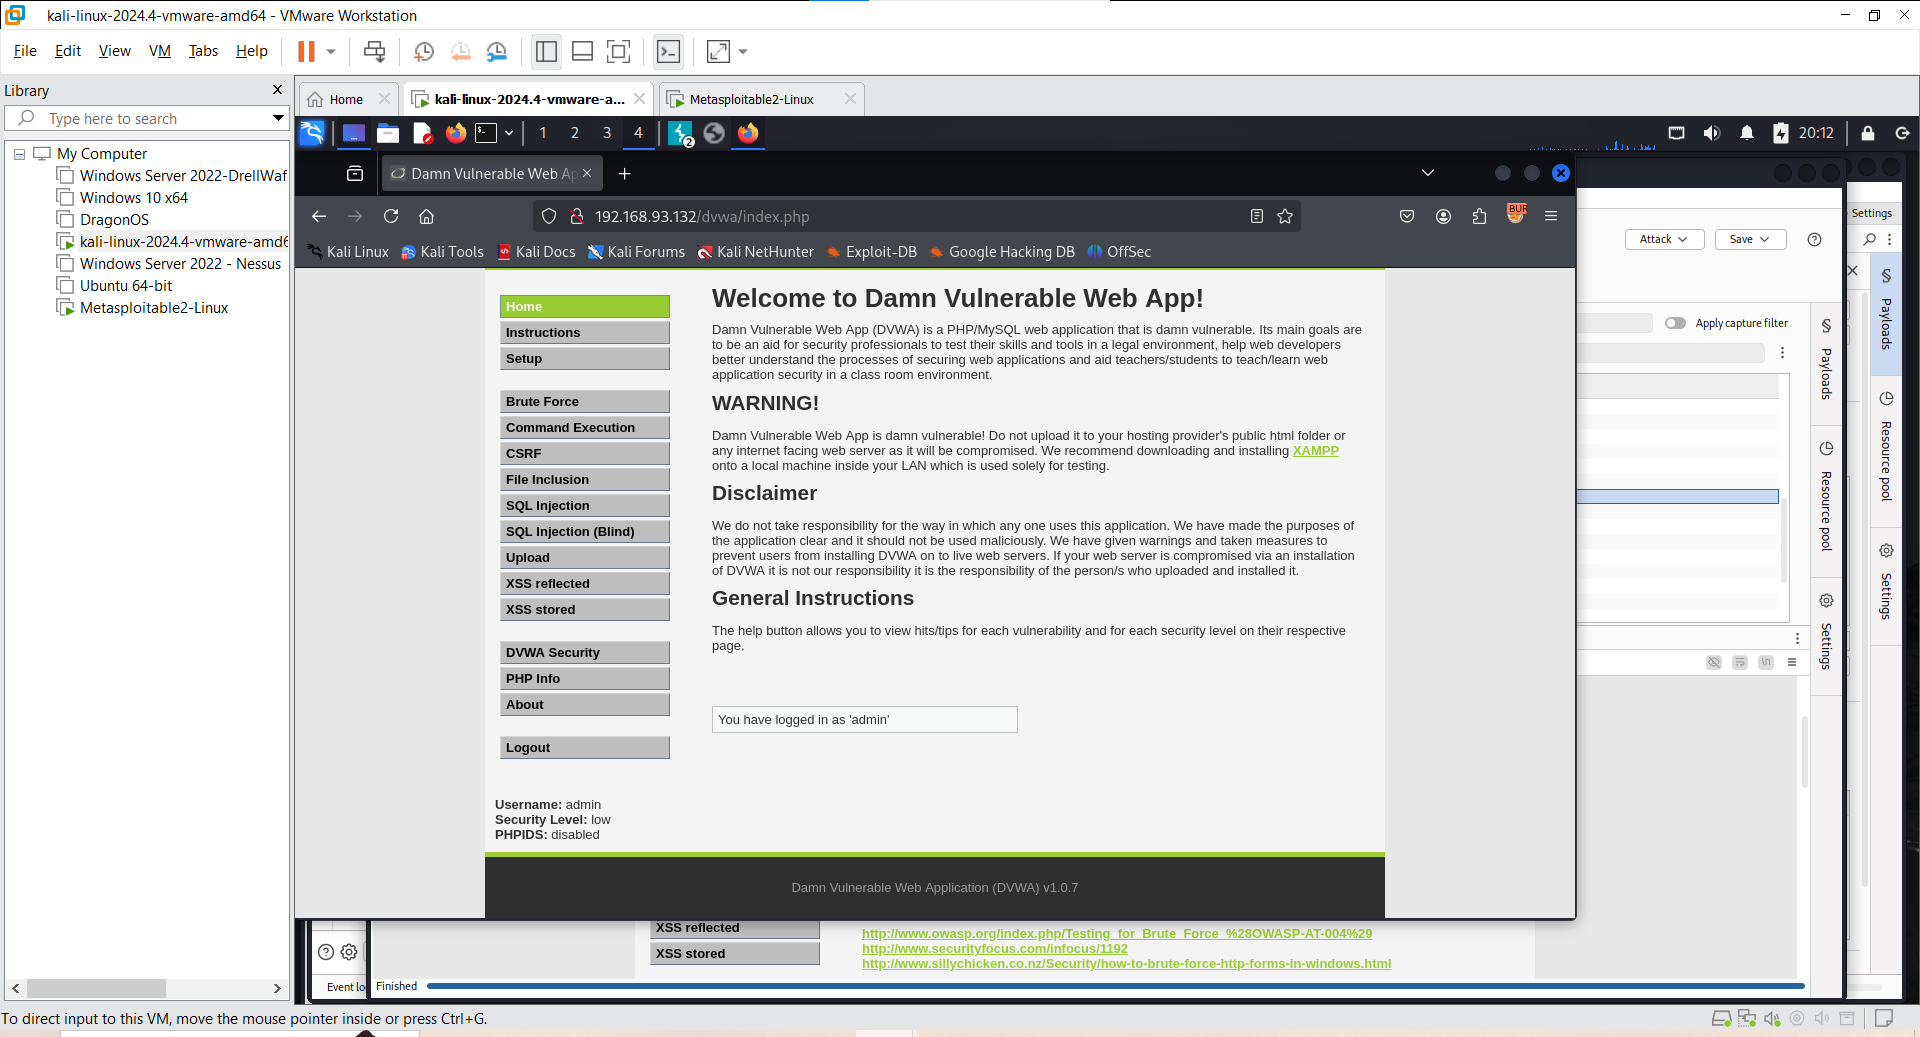 kali-linux-2024.4-vmware-amd64 - VMware Workstation
File Edit View VM Tabs Help
Library
Type here to search
My Computer
Windows Server 2022-DrellWaf
Windows 10 x64
DragonOS
kali-linux-2024.4-vmware-amd6
Windows Server 2022 - Nessus
Ubuntu 64-bit
Metasploitable2-Linux
Home
kali-linux-2024.4-vmware-a...
Metasploitable2-Linux
1 2 3 4
2
20:12
Damn Vulnerable Web Ap
192.168.93.132/dvwa/index.php
BUR
Kali Linux Kali Tools Kali Docs Kali Forums Kali NetHunter Exploit-DB Google Hacking DB OffSec
Home
Instructions
Setup
Brute Force
Command Execution
CSRF
File Inclusion
SQL Injection
SQL Injection (Blind)
Upload
XSS reflected
XSS stored
DVWA Security
PHP Info
About
Logout
Username: admin
Security Level: low
PHPIDS: disabled
Welcome to Damn Vulnerable Web App!
Damn Vulnerable Web App (DVWA) is a PHP/MySQL web application that is damn vulnerable. Its main goals are
to be an aid for security professionals to test their skills and tools in a legal environment, help web developers
better understand the processes of securing web applications and aid teachers/students to teach/learn web
application security in a class room environment.
WARNING!
Damn Vulnerable Web App is damn vulnerable! Do not upload it to your hosting provider's public html folder or
any internet facing web server as it will be compromised. We recommend downloading and installing XAMPP
onto a local machine inside your LAN which is used solely for testing.
Disclaimer
We do not take responsibility for the way in which any one uses this application. We have made the purposes of
the application clear and it should not be used maliciously. We have given warnings and taken measures to
prevent users from installing DVWA on to live web servers. If your web server is compromised via an installation
of DVWA it is not our responsibility it is the responsibility of the person/s who uploaded and installed it.
General Instructions
The help button allows you to view hits/tips for each vulnerability and for each security level on their respective
page.
You have logged in as 'admin'
Damn Vulnerable Web Application (DVWA) v1.0.7
Settings
Attack
Save
Apply capture filter
Payloads
Resource pool
Settings
Payloads
Resource pool
Settings
XSS reflected
XSS stored
http://www.owasp.org/index.php/Testing_for_Brute_Force_%28OWASP-AT-004%29
http://www.securityfocus.com/infocus/1192
http://www.sillychicken.co.nz/Security/how-to-brute-force-http-forms-in-windows.html
Event lo
Finished
To direct input to this VM, move the mouse pointer inside or press Ctrl+G.